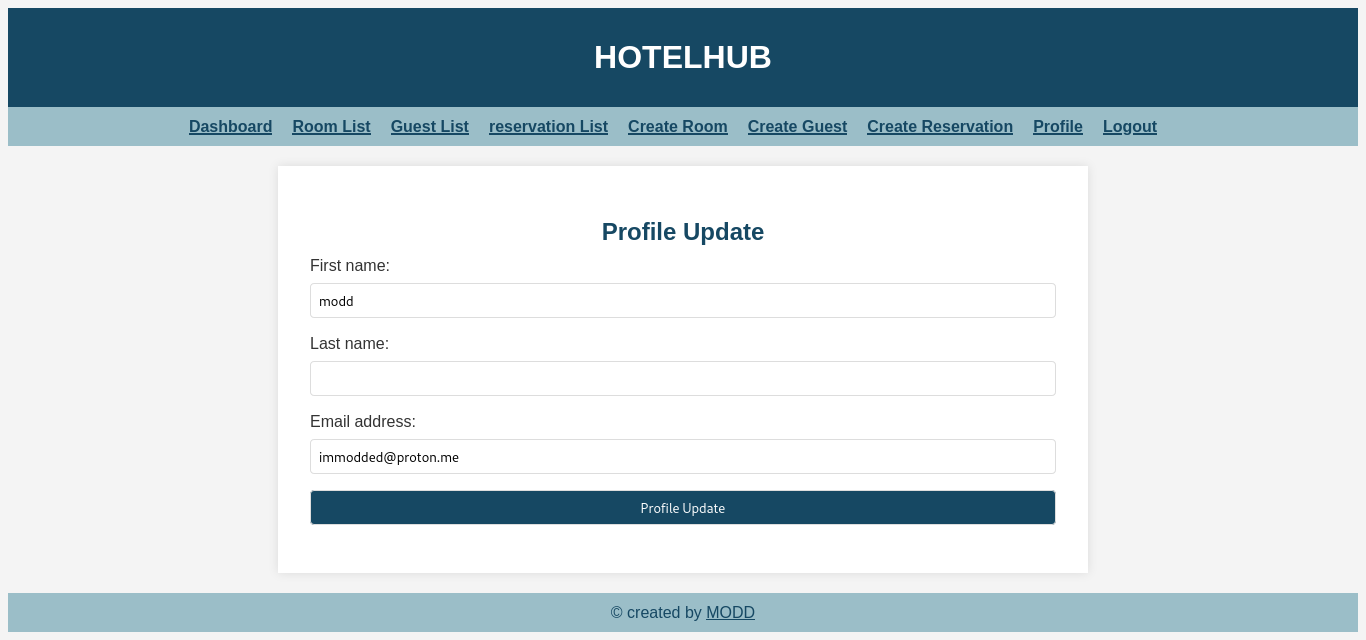 HOTELHUB
Dashboard Room List Guest List reservation List Create Room Create Guest Create Reservation Profile Logout
Profile Update
First name:
modd
Last name:
Email address:
immodded@proton.me
Profile Update
© created by MODD